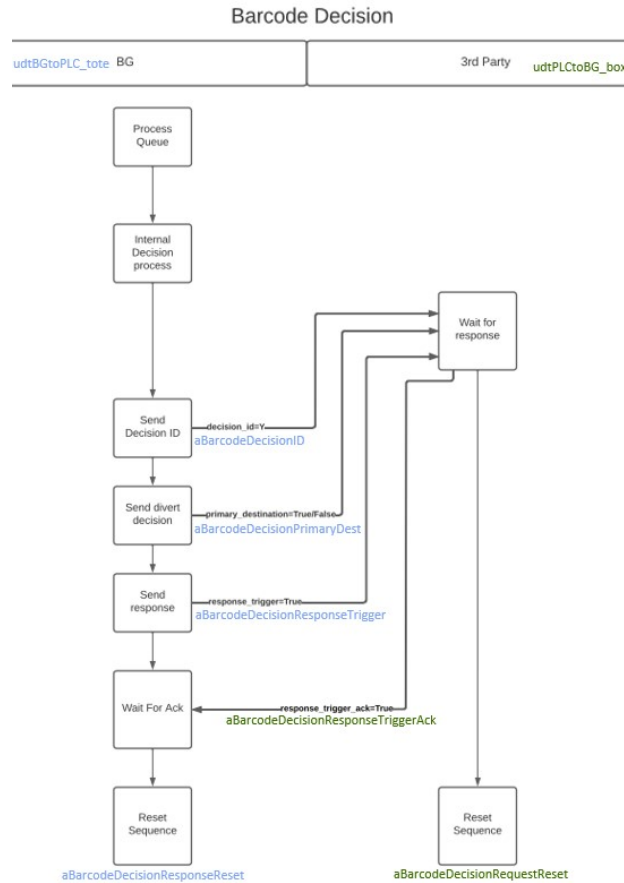 Barcode Decision
udtBGtoPLC_tote BG
3rd Party udtPLCtoBG_box
Process
Queue
Internal
Decision
process
Wait for
response
Send
Decision ID
decision_id=Y
aBarcodeDecisionID
Send divert
decision
primary_destination=True/False
aBarcodeDecisionPrimaryDest
Send
response
response_trigger=True
aBarcodeDecisionResponseTrigger
Wait For Ack
response_trigger_ack=True
aBarcodeDecisionResponseTriggerAck
Reset
Sequence
aBarcodeDecisionResponseReset
Reset
Sequence
aBarcodeDecisionRequestReset